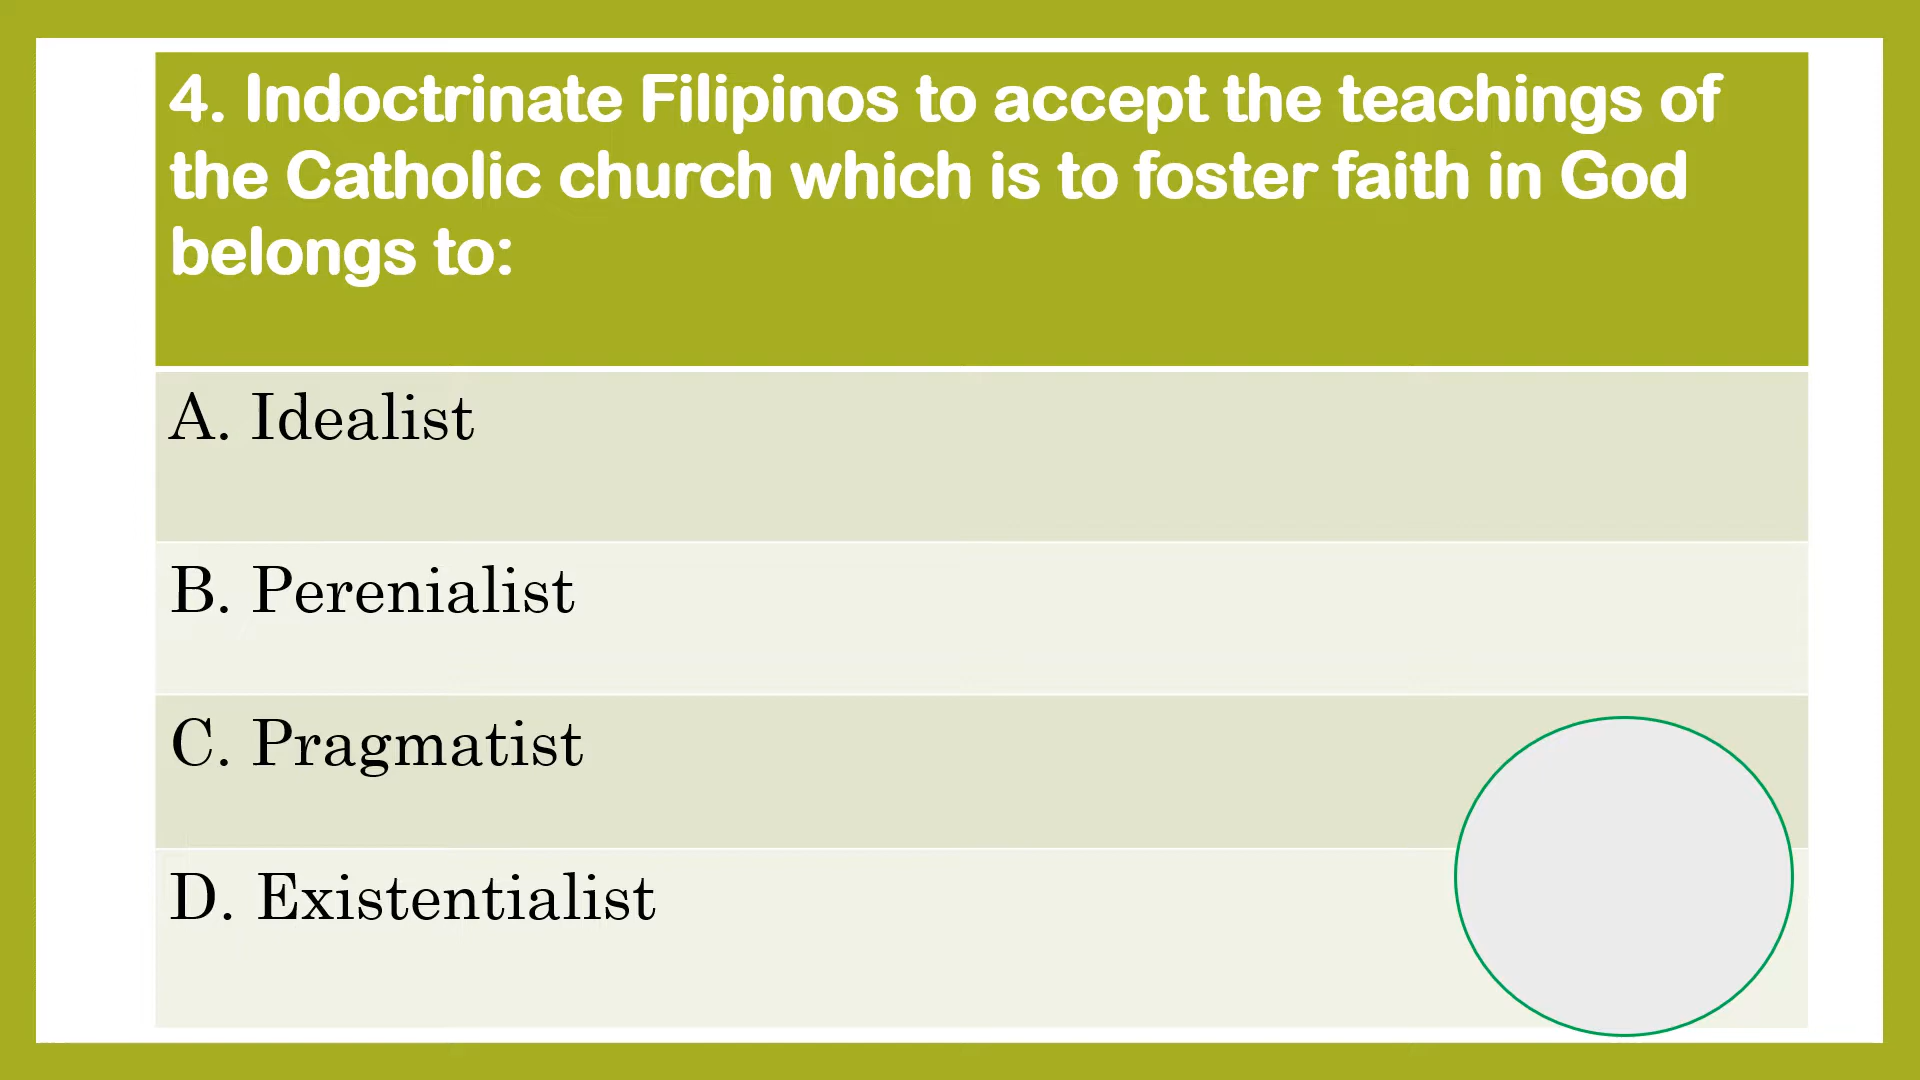 4. Indoctrinate Filipinos to accept the teachings of
the Catholic church which is to foster faith in God
belongs to:
A. Idealist
B. Perenialist
C. Pragmatist
D. Existentialist